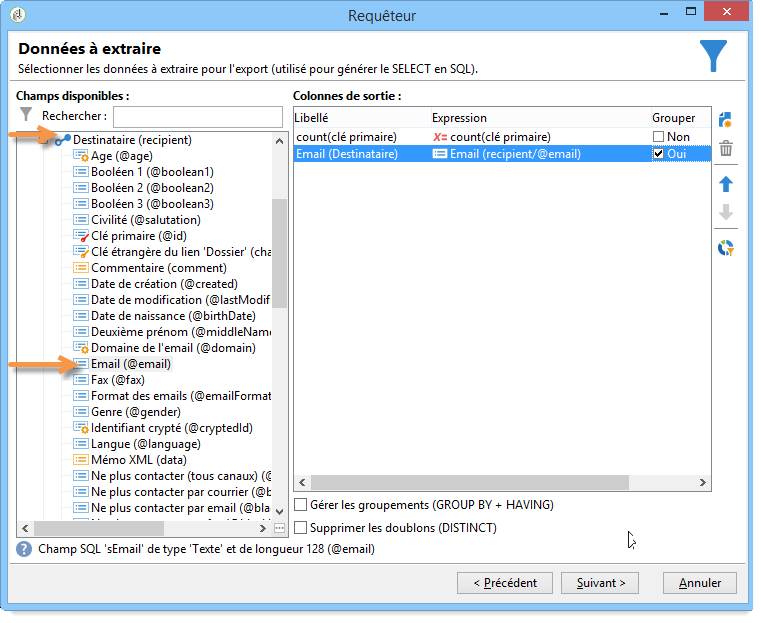 Requêteur
Données à extraire
Sélectionner les données à extraire pour l'export (utilisé pour générer le SELECT en SQL).
Champs disponibles :
Rechercher :
Destinataire (recipient)
Age (@age)
Booléen 1 (@boolean1)
Booléen 2 (@boolean2)
Booléen 3 (@boolean3)
Civilité (@salutation)
Clé primaire (@id)
Clé étrangère du lien 'Dossier' (cha
Commentaire (comment)
Date de création (@created)
Date de modification (@lastModif
Date de naissance (@birthDate)
Deuxième prénom (@middleName
Domaine de l'email (@domain)
Email (@email)
Fax (@fax)
Format des emails (@emailFormat
Genre (@gender)
Identifiant crypté (@cryptedId)
Langue (@language)
Mémo XML (data)
Ne plus contacter (tous canaux) (@
Ne plus contacter par courrier (@b
Ne plus contacter par email (@bla
Colonnes de sortie :
Libellé Expression Grouper
count(clé primaire) X= count(clé primaire) Non
Email (Destinataire) Email (recipient/@email) Oui
Gérer les groupements (GROUP BY + HAVING)
Supprimer les doublons (DISTINCT)
Champ SQL 'sEmail' de type 'Texte' et de longueur 128 (@email)
< Précédent Suivant > Annuler